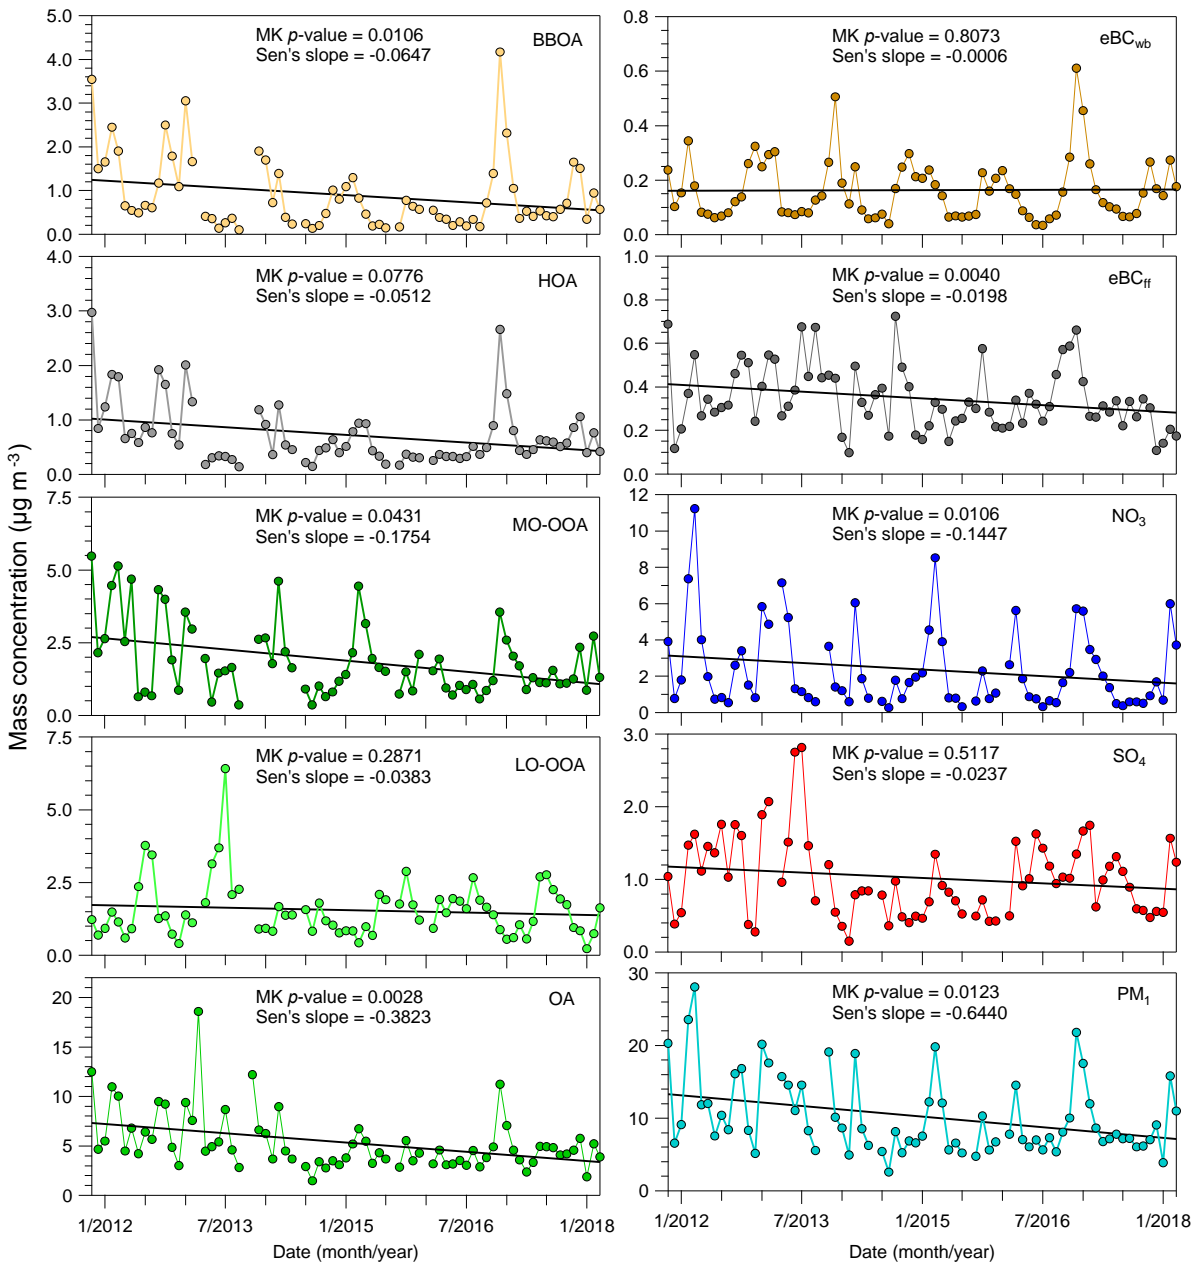 Mass concentration (µg m⁻³)
5.0
4.0
3.0
2.0
1.0
0.0
MK p-value = 0.0106
Sen's slope = -0.0647
BBOA
0.8
0.6
0.4
0.2
0.0
MK p-value = 0.8073
Sen's slope = -0.0006
eBCwb
4.0
3.0
2.0
1.0
0.0
MK p-value = 0.0776
Sen's slope = -0.0512
HOA
1.0
0.8
0.6
0.4
0.2
0.0
MK p-value = 0.0040
Sen's slope = -0.0198
eBCff
7.5
5.0
2.5
0.0
MK p-value = 0.0431
Sen's slope = -0.1754
MO-OOA
12
10
8
6
4
2
0
MK p-value = 0.0106
Sen's slope = -0.1447
NO3
7.5
5.0
2.5
0.0
MK p-value = 0.2871
Sen's slope = -0.0383
LO-OOA
3.0
2.0
1.0
0.0
MK p-value = 0.5117
Sen's slope = -0.0237
SO4
20
15
10
5
0
MK p-value = 0.0028
Sen's slope = -0.3823
OA
30
20
10
0
MK p-value = 0.0123
Sen's slope = -0.6440
PM1
1/2012 7/2013 1/2015 7/2016 1/2018
Date (month/year)
1/2012 7/2013 1/2015 7/2016 1/2018
Date (month/year)